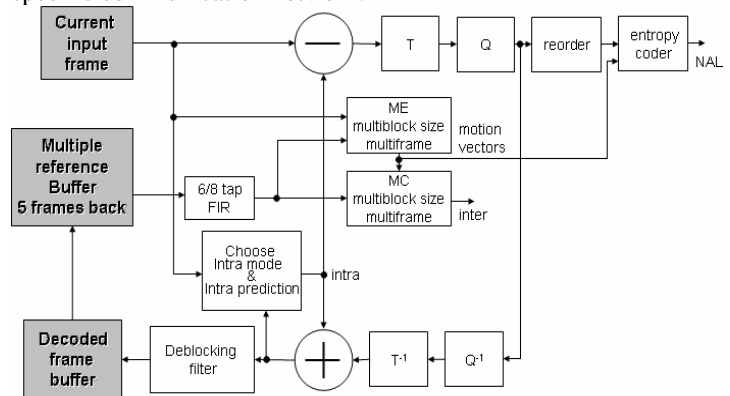 Current
input
frame
T
Q
reorder
entropy
coder
NAL
ME
multiblock size
multiframe
motion
vectors
Multiple
reference
Buffer
5 frames back
6/8 tap
FIR
MC
multiblock size
multiframe
inter
Choose
Intra mode
&
Intra prediction
intra
Decoded
frame
buffer
Deblocking
filter
T-1
Q-1